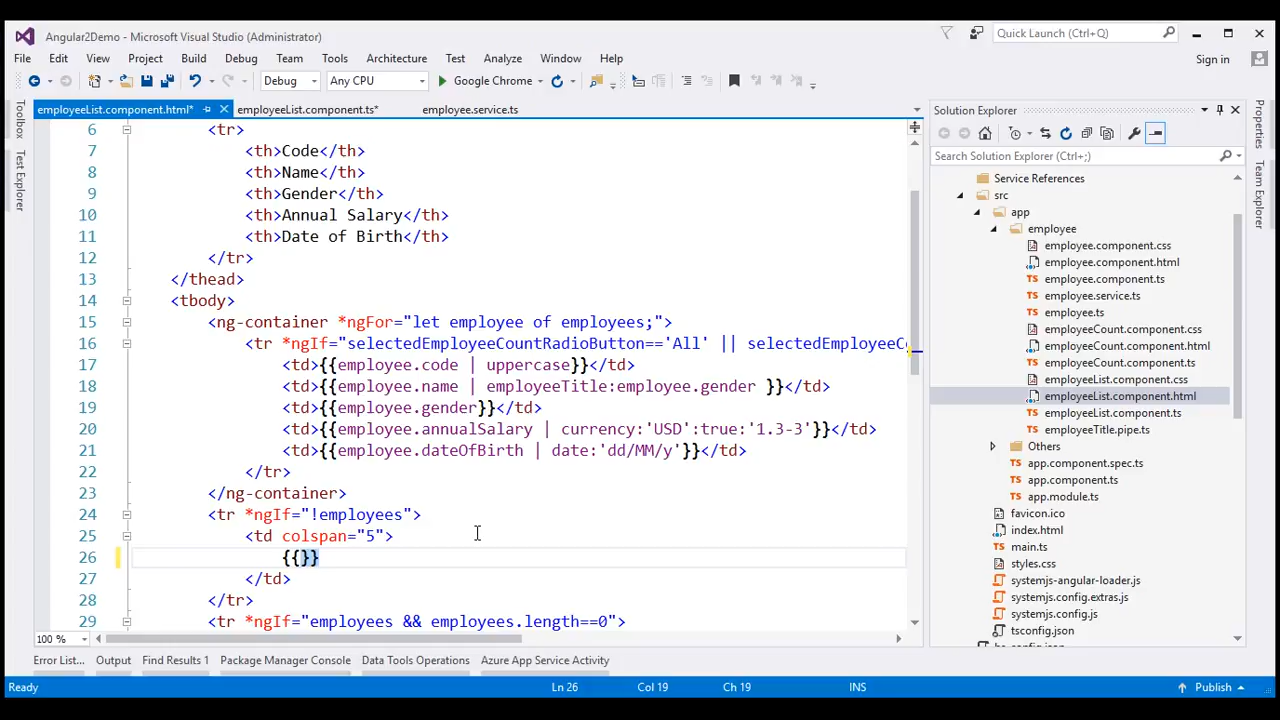 Angular2Demo - Microsoft Visual Studio (Administrator)
Quick Launch (Ctrl+Q)
File Edit View Project Build Debug Team Tools Architecture Test Analyze Window Help
Sign in
Debug Any CPU Google Chrome
Toolbox
Test Explorer
employeeList.component.html* employeeList.component.ts* employee.service.ts
6 <tr>
7 <th>Code</th>
8 <th>Name</th>
9 <th>Gender</th>
10 <th>Annual Salary</th>
11 <th>Date of Birth</th>
12 </tr>
13 </thead>
14 <tbody>
15 <ng-container *ngFor="let employee of employees;">
16 <tr *ngIf="selectedEmployeeCountRadioButton=='All' || selectedEmployeeC
17 <td>{{employee.code | uppercase}}</td>
18 <td>{{employee.name | employeeTitle:employee.gender }}</td>
19 <td>{{employee.gender}}</td>
20 <td>{{employee.annualSalary | currency:'USD':true:'1.3-3'}}</td>
21 <td>{{employee.dateOfBirth | date:'dd/MM/y'}}</td>
22 </tr>
23 </ng-container>
24 <tr *ngIf="!employees">
25 <td colspan="5">
26 {{}}
27 </td>
28 </tr>
29 <tr *ngIf="employees && employees.length==0">
100 %
Error List... Output Find Results 1 Package Manager Console Data Tools Operations Azure App Service Activity
Ready Ln 26 Col 19 Ch 19 INS Publish
Solution Explorer
Search Solution Explorer (Ctrl+;)
Service References
src
app
employee
employee.component.css
employee.component.html
employee.component.ts
employee.service.ts
employee.ts
employeeCount.component.css
employeeCount.component.html
employeeCount.component.ts
employeeList.component.css
employeeList.component.html
employeeList.component.ts
employeeTitle.pipe.ts
Others
app.component.spec.ts
app.component.ts
app.module.ts
favicon.ico
index.html
main.ts
styles.css
systemjs-angular-loader.js
systemjs.config.extras.js
systemjs.config.js
tsconfig.json
Properties
Team Explorer